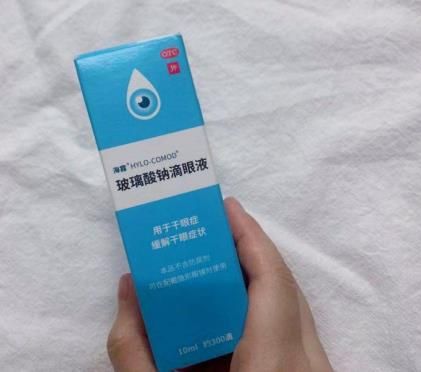 OTC
外
海露® HYLO-COMOD®
玻璃酸钠滴眼液
用于干眼症
缓解干眼症状
本品不含防腐剂
可在配戴隐形眼镜时使用
10ml 约300滴